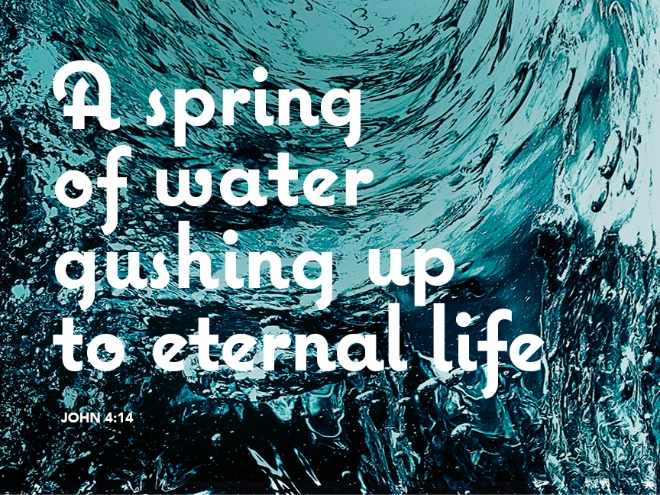 A spring
of water
gushing up
to eternal life
JOHN 4:14